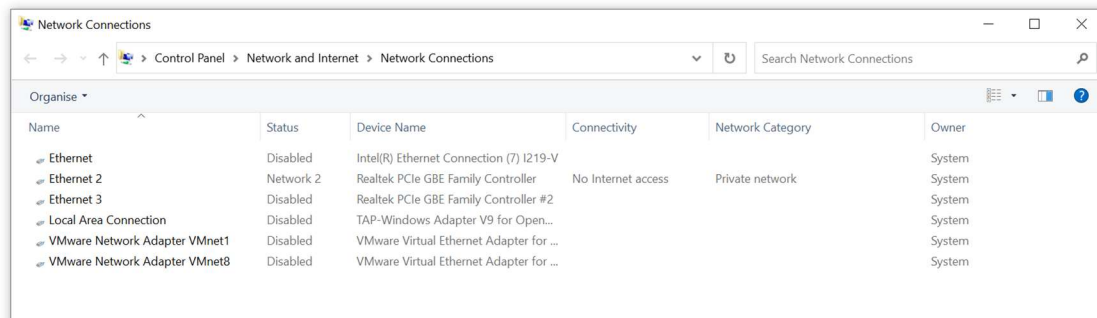 Network Connections
Control Panel > Network and Internet > Network Connections Search Network Connections
Organise
Name Status Device Name Connectivity Network Category Owner
Ethernet Disabled Intel(R) Ethernet Connection (7) I219-V System
Ethernet 2 Network 2 Realtek PCIe GBE Family Controller No Internet access Private network System
Ethernet 3 Disabled Realtek PCIe GBE Family Controller #2 System
Local Area Connection Disabled TAP-Windows Adapter V9 for Open... System
VMware Network Adapter VMnet1 Disabled VMware Virtual Ethernet Adapter for ... System
VMware Network Adapter VMnet8 Disabled VMware Virtual Ethernet Adapter for ... System